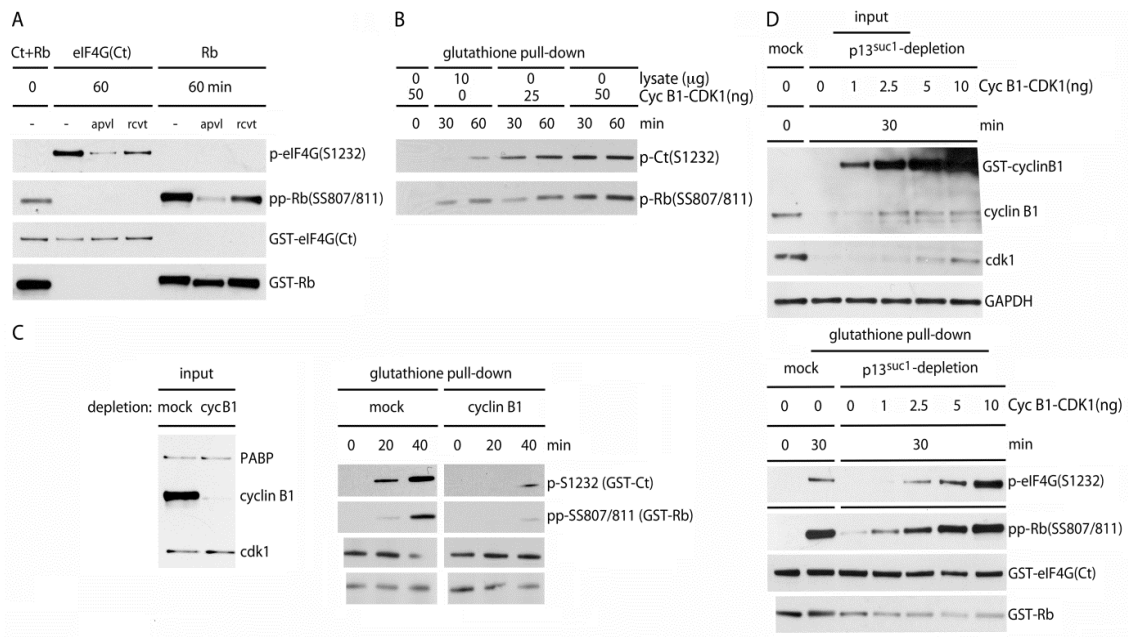 A
Ct+Rb eIF4G(Ct) Rb
0 60 60 min
- - apvl rcvt - apvl rcvt
p-eIF4G(S1232)
pp-Rb(SS807/811)
GST-eIF4G(Ct)
GST-Rb
B
glutathione pull-down
0 10 0 0 lysate (μg)
50 0 25 50 Cyc B1-CDK1(ng)
0 30 60 30 60 30 60 min
p-Ct(S1232)
p-Rb(SS807/811)
C
input
depletion: mock cycB1
PABP
cyclin B1
cdk1
glutathione pull-down
mock cyclin B1
0 20 40 0 20 40 min
p-S1232 (GST-Ct)
pp-SS807/811 (GST-Rb)
D
input
mock p13suc1-depletion
0 0 1 2.5 5 10 Cyc B1-CDK1(ng)
0 30 min
GST-cyclinB1
cyclin B1
cdk1
GAPDH
glutathione pull-down
mock p13suc1-depletion
0 0 0 1 2.5 5 10 Cyc B1-CDK1(ng)
0 30 30 min
p-eIF4G(S1232)
pp-Rb(SS807/811)
GST-eIF4G(Ct)
GST-Rb